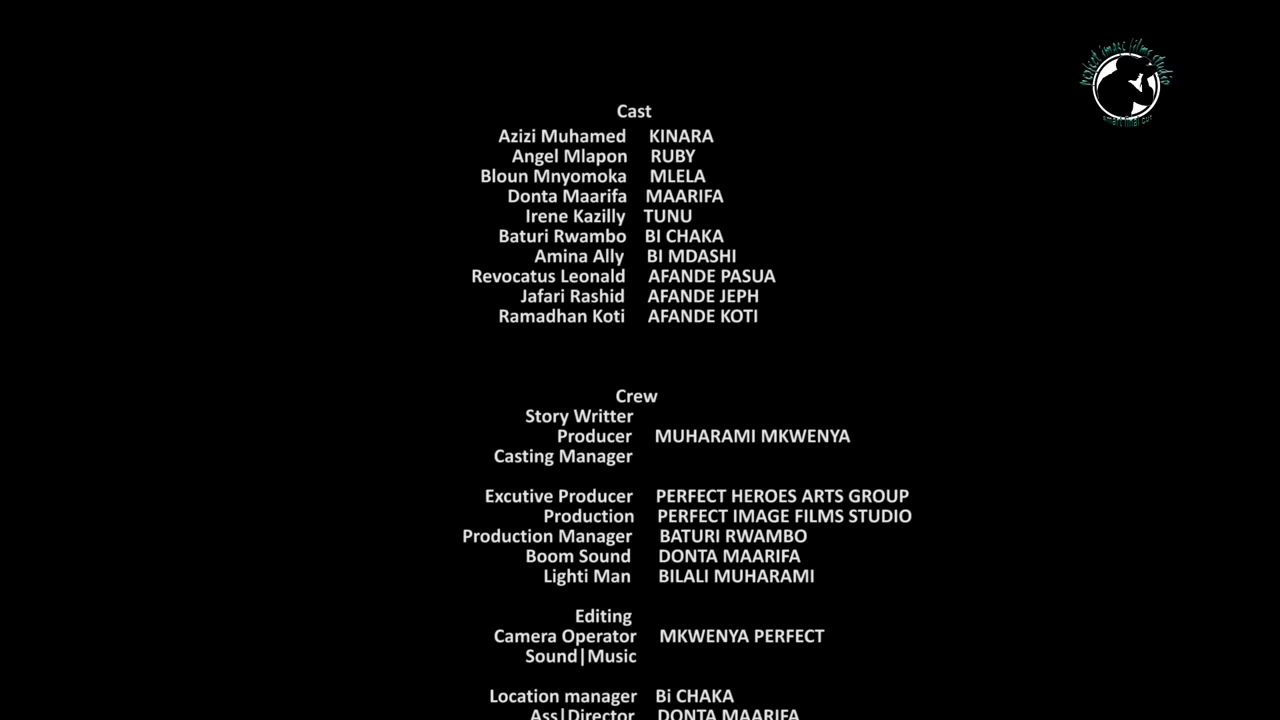 perfect image films studio
Cast
Azizi Muhamed KINARA
Angel Mlapon RUBY
Bloun Mnyomoka MLELA
Donta Maarifa MAARIFA
Irene Kazilly TUNU
Baturi Rwambo BI CHAKA
Amina Ally BI MDASHI
Revocatus Leonald AFANDE PASUA
Jafari Rashid AFANDE JEPH
Ramadhan Koti AFANDE KOTI
Crew
Story Writter
Producer MUHARAMI MKWENYA
Casting Manager
Excutive Producer PERFECT HEROES ARTS GROUP
Production PERFECT IMAGE FILMS STUDIO
Production Manager BATURI RWAMBO
Boom Sound DONTA MAARIFA
Lighti Man BILALI MUHARAMI
Editing
Camera Operator MKWENYA PERFECT
Sound|Music
Location manager Bi CHAKA
Ass|Director DONTA MAARIFA